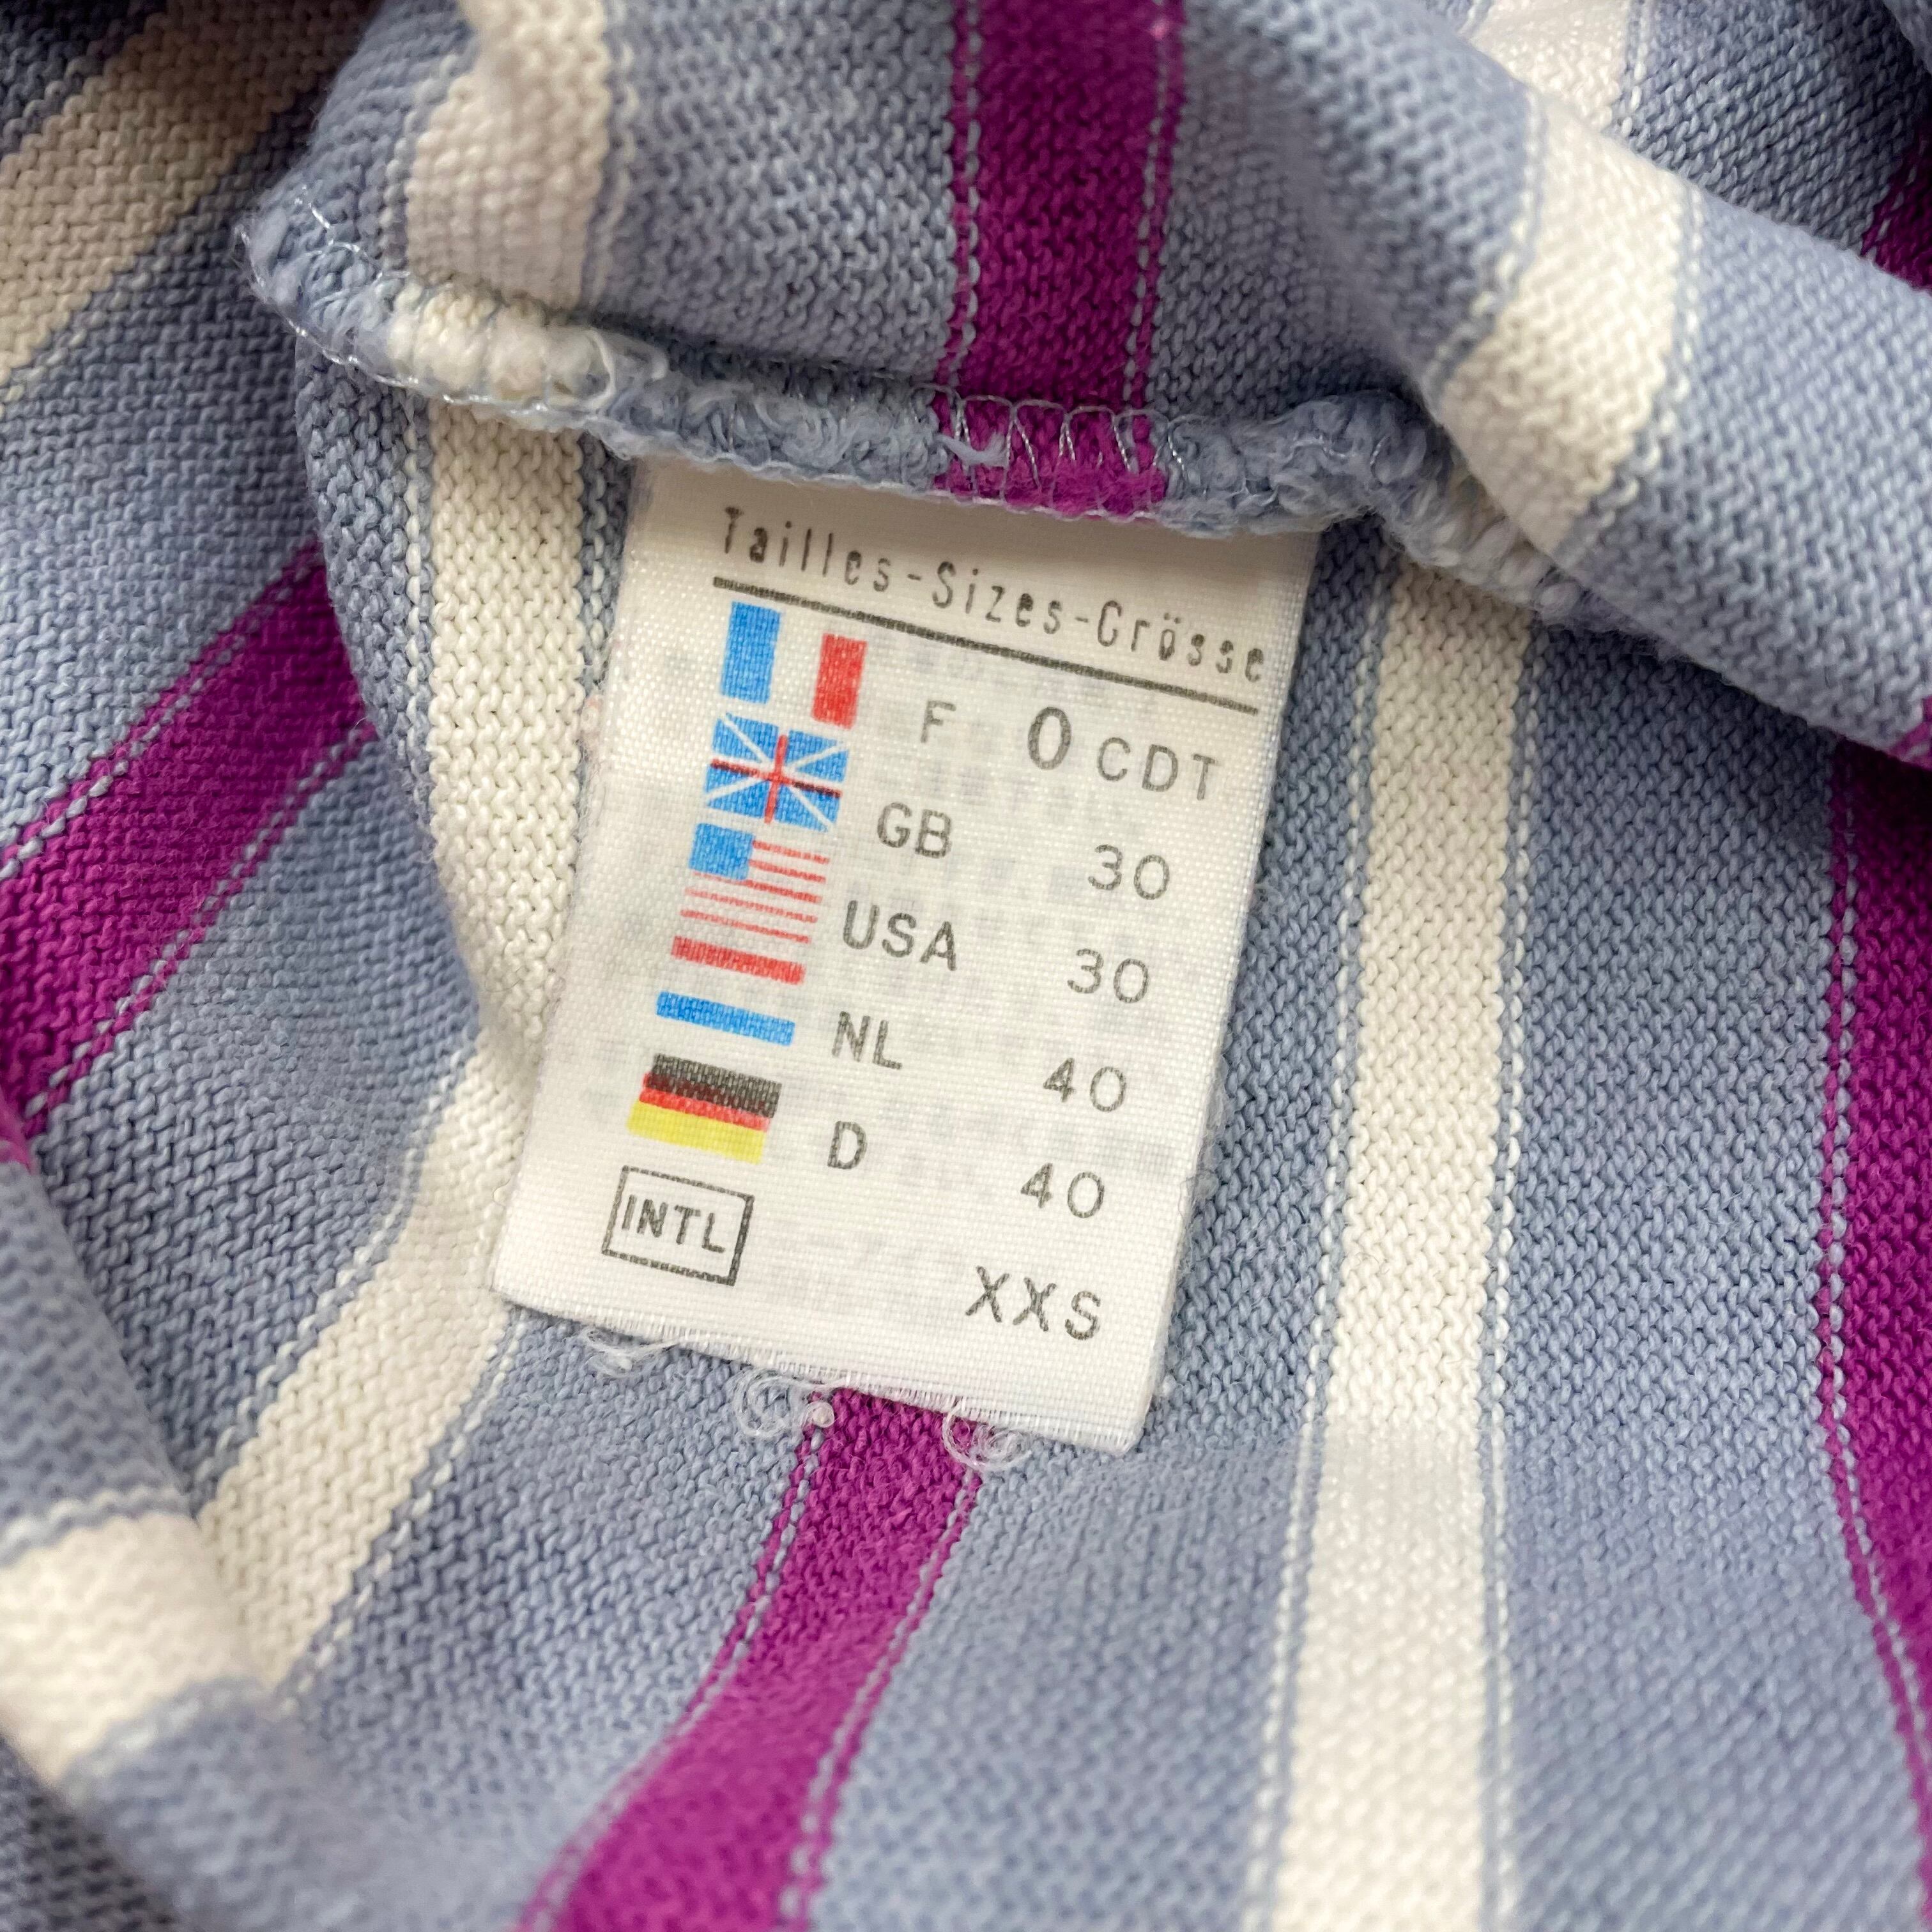 Tailles-Sizes-Grösse
F 0 CDT
GB 30
USA 30
NL 40
D 40
INTL XXS